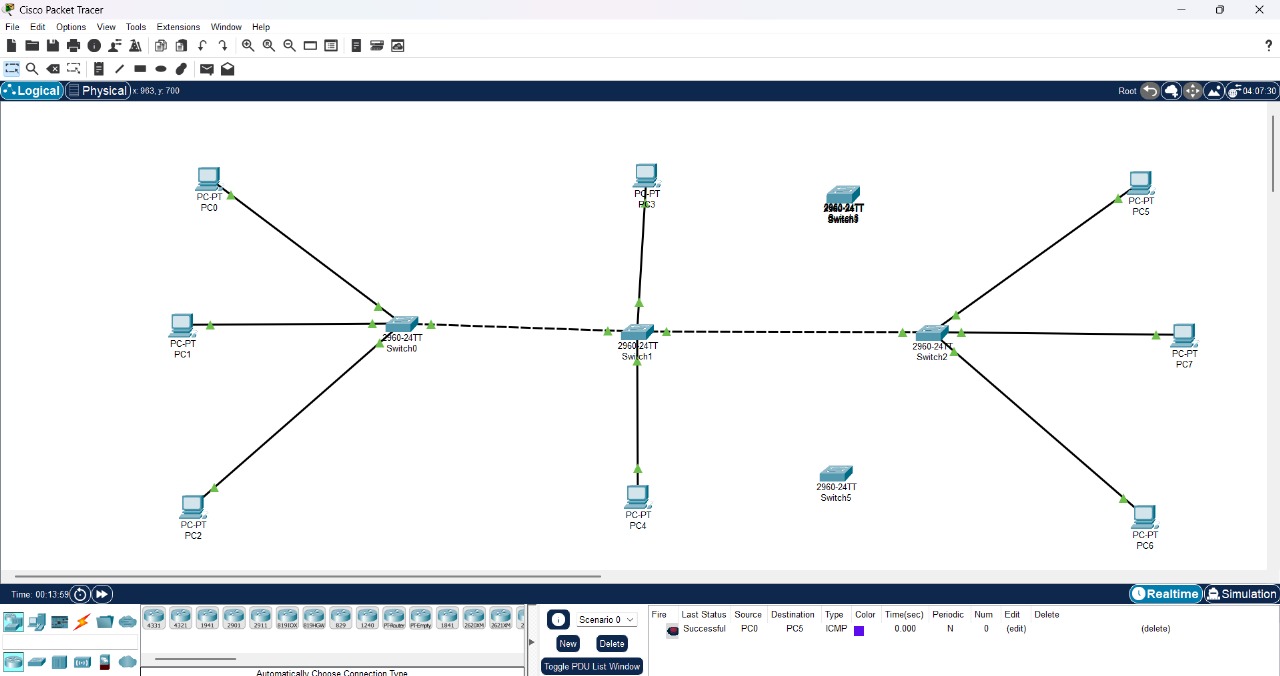 Cisco Packet Tracer
File Edit Options View Tools Extensions Window Help
?
Logical Physical x: 963, y: 700 Root 04:07:30
PC-PT
PC0
PC-PT
PC3
2960-24TT
PC-PT
PC5
PC-PT
PC1
2960-24TT
Switch0
2960-24TT
Switch1
2960-24TT
Switch2
PC-PT
PC7
2960-24TT
Switch5
PC-PT
PC2
PC-PT
PC4
PC-PT
PC6
Time: 00:13:59 Realtime Simulation
4331 4321 1941 2901 2911 819IOX 819HGW 829 1240 PT-Router PT-Empty 1841 2620XM 2621XM
Automatically Choose Connection Type
Scenario 0
New Delete
Toggle PDU List Window
Fire Last Status Source Destination Type Color Time(sec) Periodic Num Edit Delete
Successful PC0 PC5 ICMP 0.000 N 0 (edit) (delete)